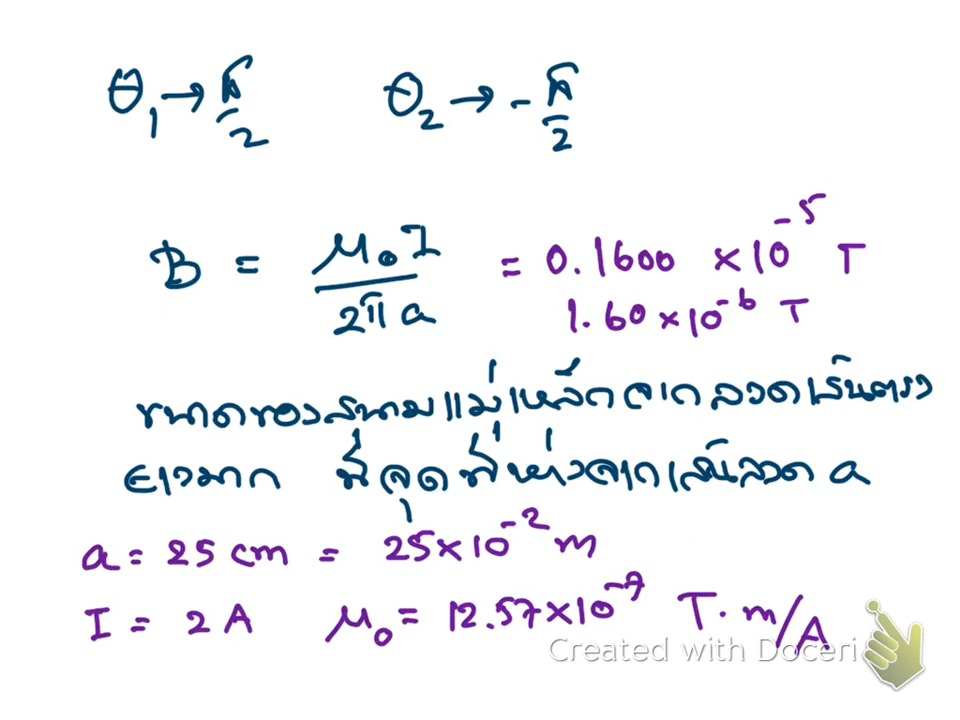 θ₁ → π/2 θ₂ → -π/2
B = μ₀I / 2πa = 0.1600 × 10⁻⁵ T
1.60 × 10⁻⁶ T
ขนาดของสนามแม่เหล็กจากลวดเส้นตรง
ยาวมาก ที่จุดที่ห่างจากเส้นลวด a
a = 25 cm = 25 × 10⁻² m
I = 2 A μ₀ = 12.57 × 10⁻⁷ T·m/A
Created with Doceri